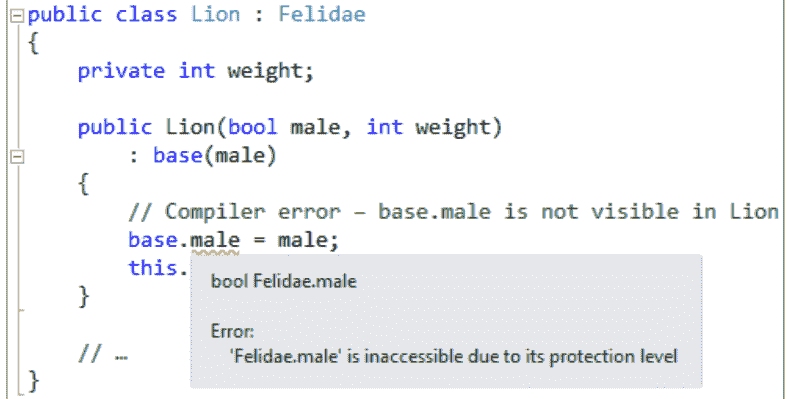 public class Lion : Felidae
{
    private int weight;

    public Lion(bool male, int weight)
        : base(male)
    {
        // Compiler error – base.male is not visible in Lion
        base.male = male;
        this.
bool Felidae.male
Error:
    'Felidae.male' is inaccessible due to its protection level
    }

    // …
}